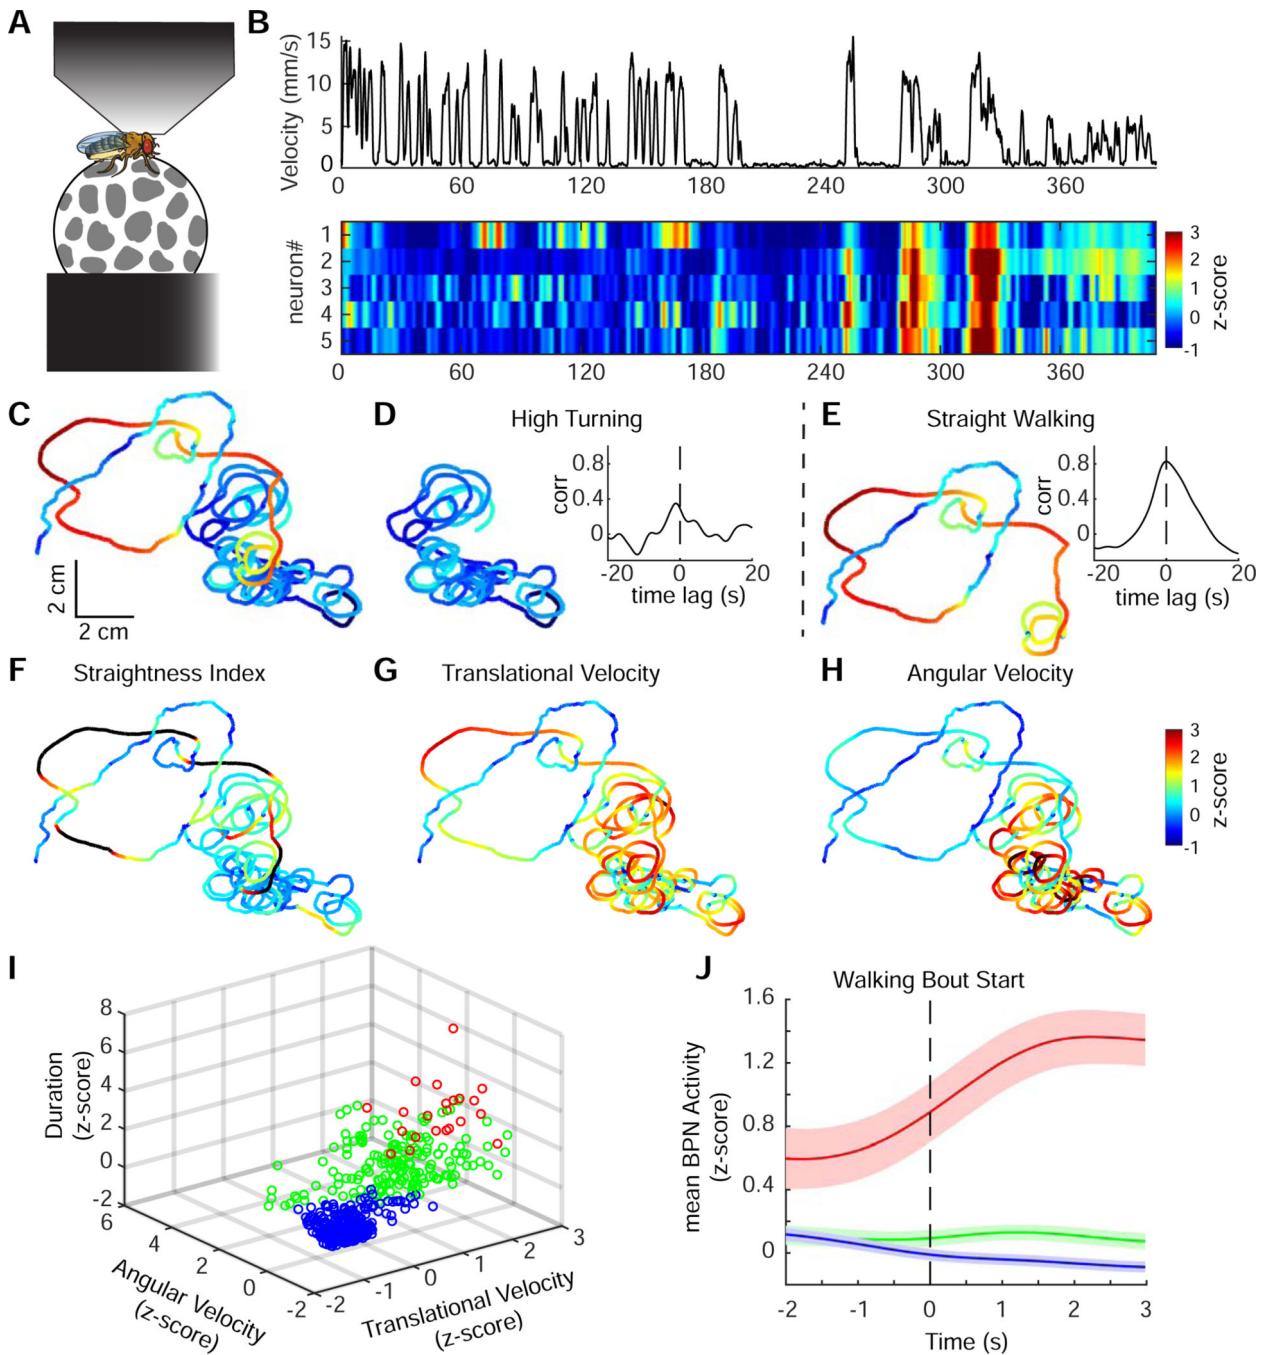 A
B
Velocity (mm/s)
15
10
5
0
0 60 120 180 240 300 360
neuron#
1
2
3
4
5
0 60 120 180 240 300 360
3
2
1
0
-1
z-score
C
2 cm
2 cm
D
High Turning
corr
0.8
0.4
0
-20 0 20
time lag (s)
E
Straight Walking
corr
0.8
0.4
0
-20 0 20
time lag (s)
F
Straightness Index
G
Translational Velocity
H
Angular Velocity
3
2
1
0
-1
z-score
I
Duration
(z-score)
8
6
4
2
0
-2
6
4
2
0
-2
Angular Velocity
(z-score)
-2
-1
0
1
2
3
Translational Velocity
(z-score)
J
Walking Bout Start
mean BPN Activity
(z-score)
1.6
1.2
0.8
0.4
0
-2 -1 0 1 2 3
Time (s)